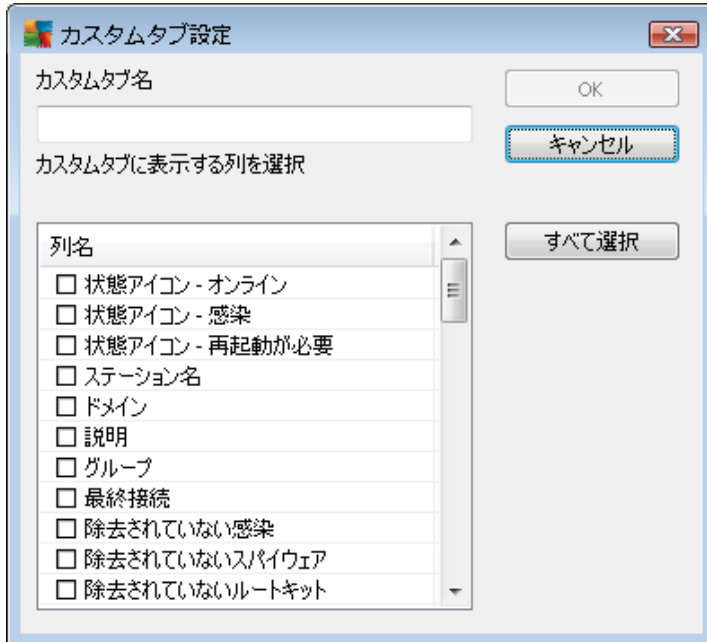 カスタムタブ設定
カスタムタブ名
OK
キャンセル
カスタムタブに表示する列を選択
すべて選択
列名
状態アイコン - オンライン
状態アイコン - 感染
状態アイコン - 再起動が必要
ステーション名
ドメイン
説明
グループ
最終接続
除去されていない感染
除去されていないスパイウェア
除去されていないルートキット